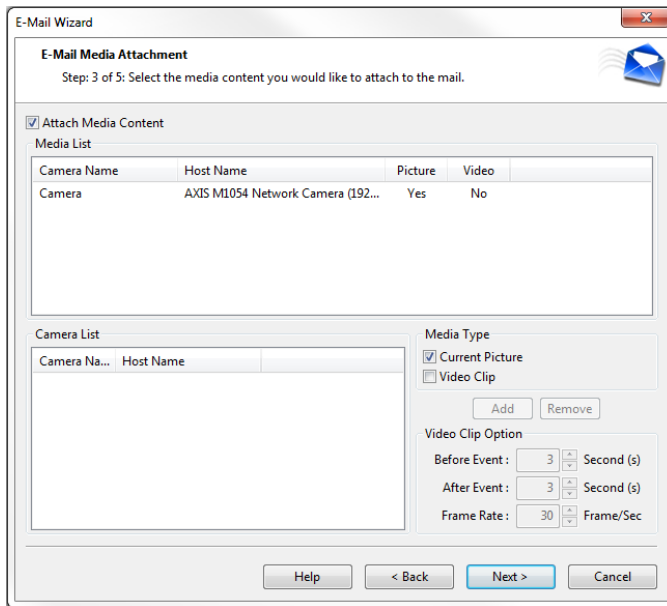 E-Mail Wizard
E-Mail Media Attachment
Step: 3 of 5: Select the media content you would like to attach to the mail.
Attach Media Content
Media List
Camera Name Host Name Picture Video
Camera AXIS M1054 Network Camera (192... Yes No
Camera List
Camera Na... Host Name
Media Type
Current Picture
Video Clip
Add Remove
Video Clip Option
Before Event : 3 Second (s)
After Event : 3 Second (s)
Frame Rate : 30 Frame/Sec
Help < Back Next > Cancel